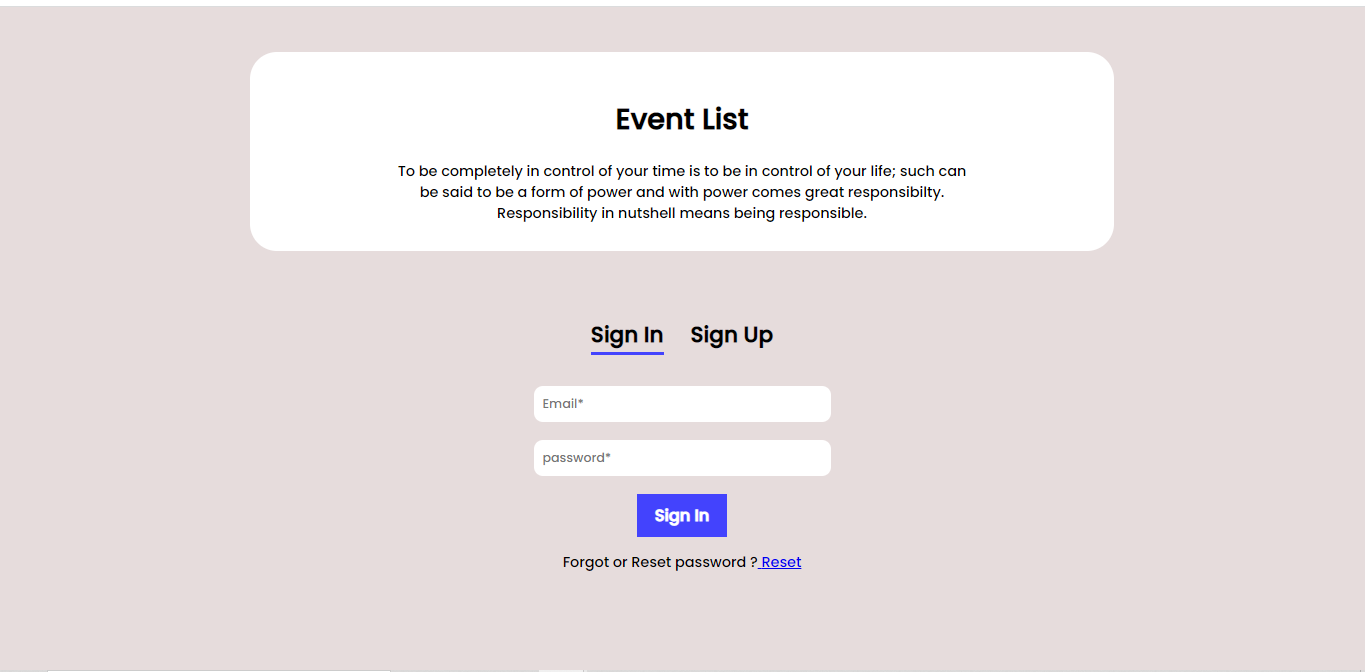 Event List
To be completely in control of your time is to be in control of your life; such can
be said to be a form of power and with power comes great responsibilty.
Responsibility in nutshell means being responsible.
Sign In Sign Up
Email*
password*
Sign In
Forgot or Reset password ? Reset